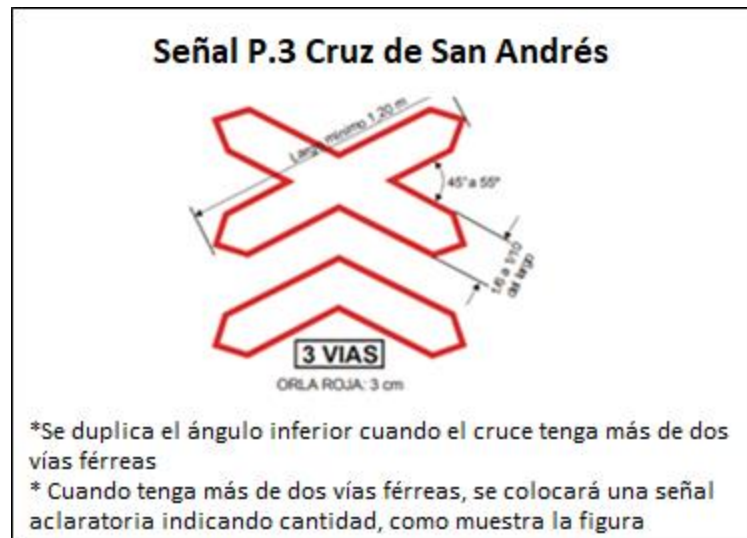 Señal P.3 Cruz de San Andrés
Largo mínimo 1,20 m
45° a 55º
1/6 a 1/10
del largo
3 VIAS
ORLA ROJA: 3 cm
*Se duplica el ángulo inferior cuando el cruce tenga más de dos
vías férreas
* Cuando tenga más de dos vías férreas, se colocará una señal
aclaratoria indicando cantidad, como muestra la figura